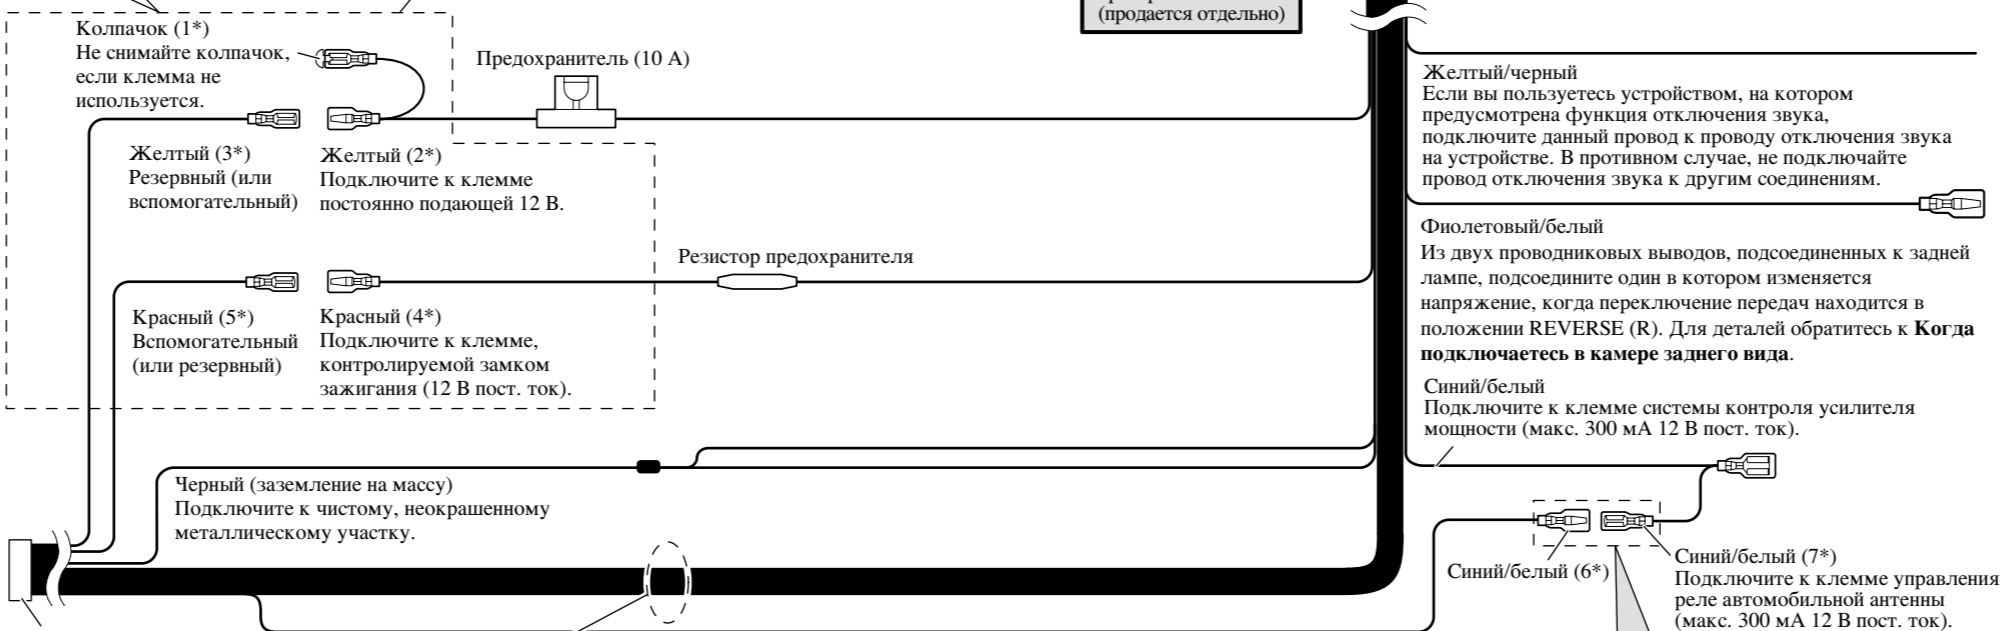 (продается отдельно)
Колпачок (1*)
Не снимайте колпачок,
если клемма не
используется.
Предохранитель (10 А)
Желтый (3*)
Резервный (или
вспомогательный)
Желтый (2*)
Подключите к клемме
постоянно подающей 12 В.
Резистор предохранителя
Красный (5*)
Вспомогательный
(или резервный)
Красный (4*)
Подключите к клемме,
контролируемой замком
зажигания (12 В пост. ток).
Черный (заземление на массу)
Подключите к чистому, неокрашенному
металлическому участку.
Желтый/черный
Если вы пользуетесь устройством, на котором
предусмотрена функция отключения звука,
подключите данный провод к проводу отключения звука
на устройстве. В противном случае, не подключайте
провод отключения звука к другим соединениям.
Фиолетовый/белый
Из двух проводниковых выводов, подсоединенных к задней
лампе, подсоедините один в котором изменяется
напряжение, когда переключение передач находится в
положении REVERSE (R). Для деталей обратитесь к Когда
подключаетесь в камере заднего вида.
Синий/белый
Подключите к клемме системы контроля усилителя
мощности (макс. 300 мА 12 В пост. ток).
Синий/белый (6*)
Синий/белый (7*)
Подключите к клемме управления
реле автомобильной антенны
(макс. 300 мА 12 В пост. ток).